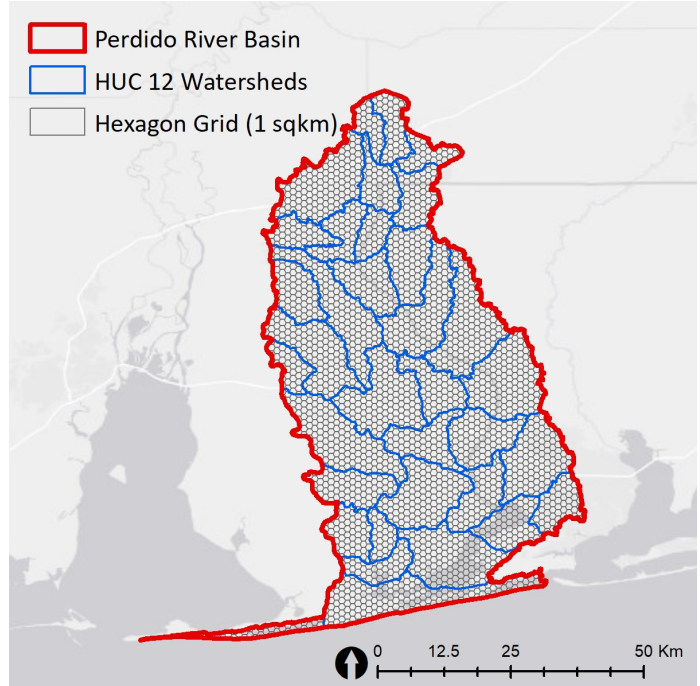 Perdido River Basin
HUC 12 Watersheds
Hexagon Grid (1 sqkm)
0 12.5 25 50 Km